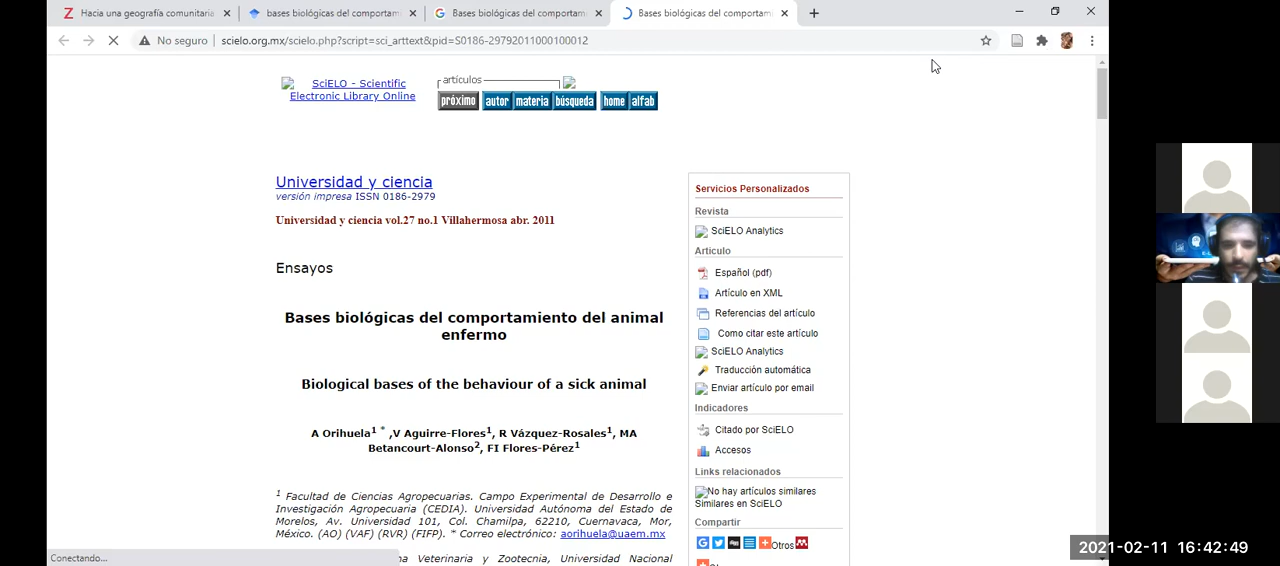 Hacia una geografía comunitaria
bases biológicas del comportamient
Bases biológicas del comportamient
Bases biológicas del comportamient
No seguro
scielo.org.mx/scielo.php?script=sci_arttext&pid=S0186-29792011000100012
SciELO - Scientific
Electronic Library Online
artículos
próximo autor materia búsqueda home alfab
Universidad y ciencia
versión impresa ISSN 0186-2979
Universidad y ciencia vol.27 no.1 Villahermosa abr. 2011
Ensayos
Bases biológicas del comportamiento del animal
enfermo
Biological bases of the behaviour of a sick animal
A Orihuela1 * ,V Aguirre-Flores1, R Vázquez-Rosales1, MA
Betancourt-Alonso2, FI Flores-Pérez1
1 Facultad de Ciencias Agropecuarias. Campo Experimental de Desarrollo e
Investigación Agropecuaria (CEDIA). Universidad Autónoma del Estado de
Morelos, Av. Universidad 101, Col. Chamilpa, 62210, Cuernavaca, Mor,
México. (AO) (VAF) (RVR) (FIFP). * Correo electrónico: aorihuela@uaem.mx
Veterinaria y Zootecnia, Universidad Nacional
Servicios Personalizados
Revista
SciELO Analytics
Articulo
Español (pdf)
Artículo en XML
Referencias del artículo
Como citar este artículo
SciELO Analytics
Traducción automática
Enviar artículo por email
Indicadores
Citado por SciELO
Accesos
Links relacionados
No hay artículos similares
Similares en SciELO
Compartir
Otros
Conectando...
2021-02-11 16:42:49